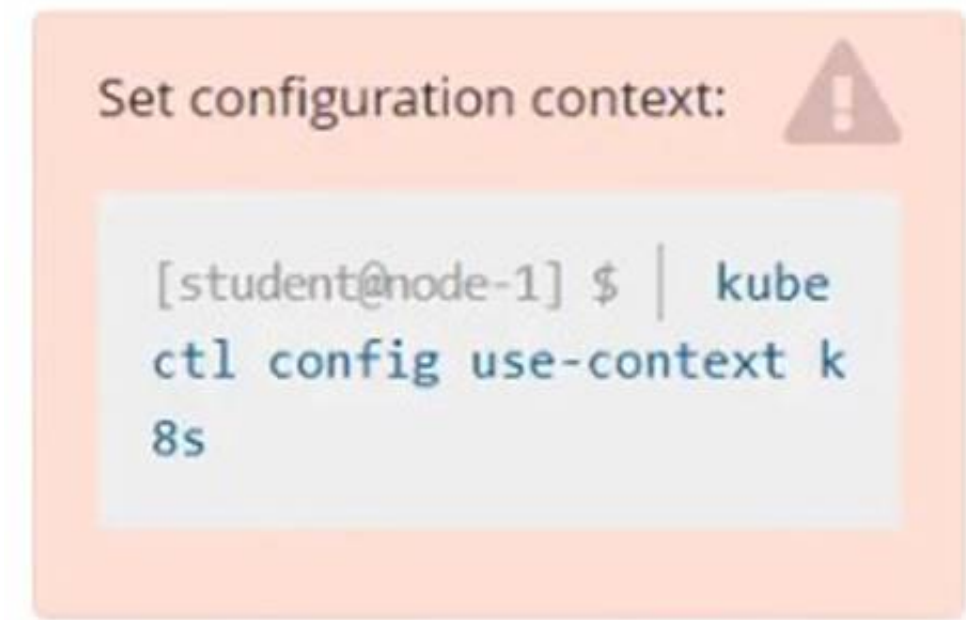 Set configuration context:
[student@node-1] $ | kube
ctl config use-context k
8s